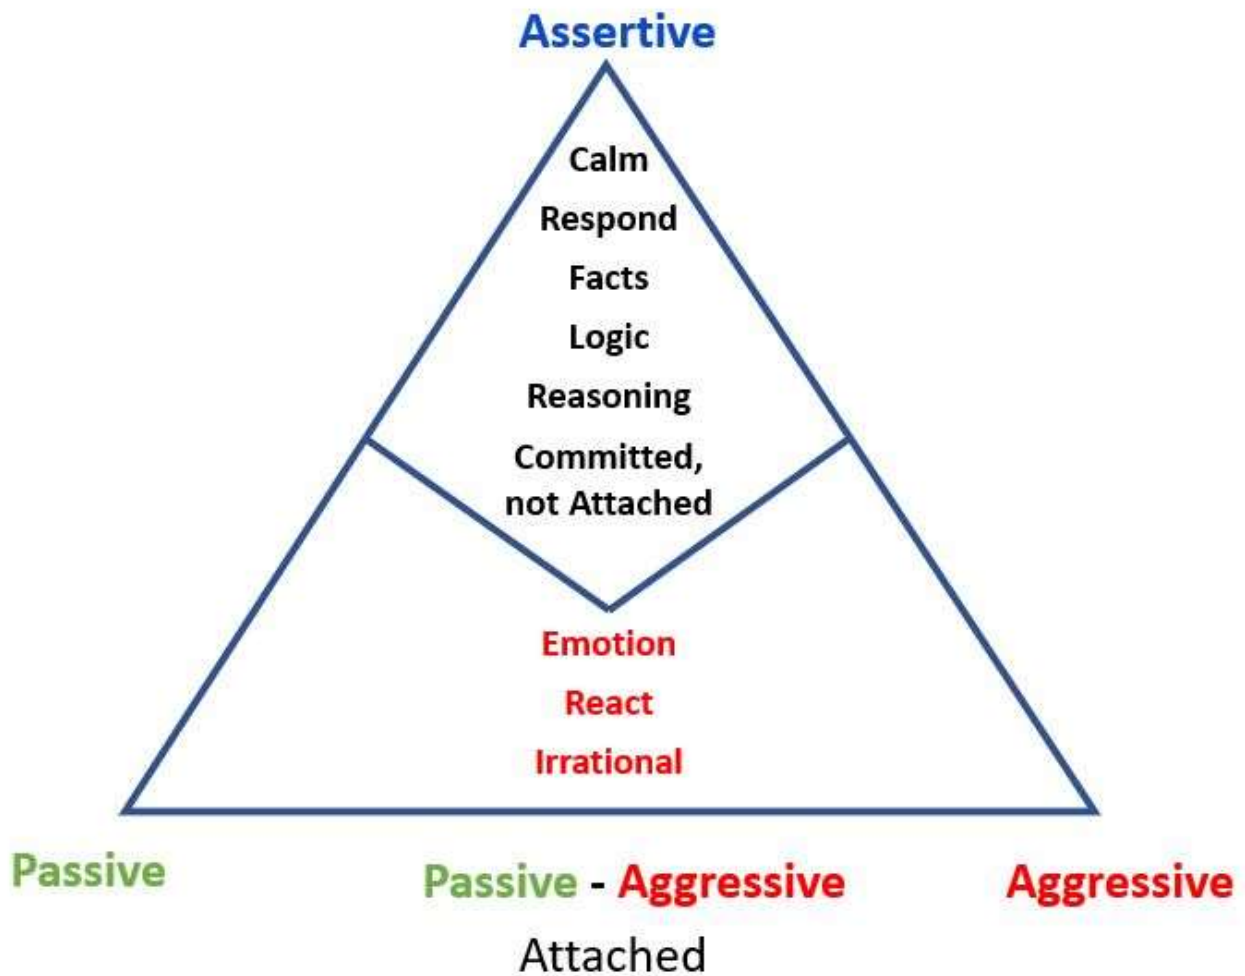 Assertive
Calm
Respond
Facts
Logic
Reasoning
Committed,
not Attached
Emotion
React
Irrational
Passive
Passive - Aggressive
Aggressive
Attached